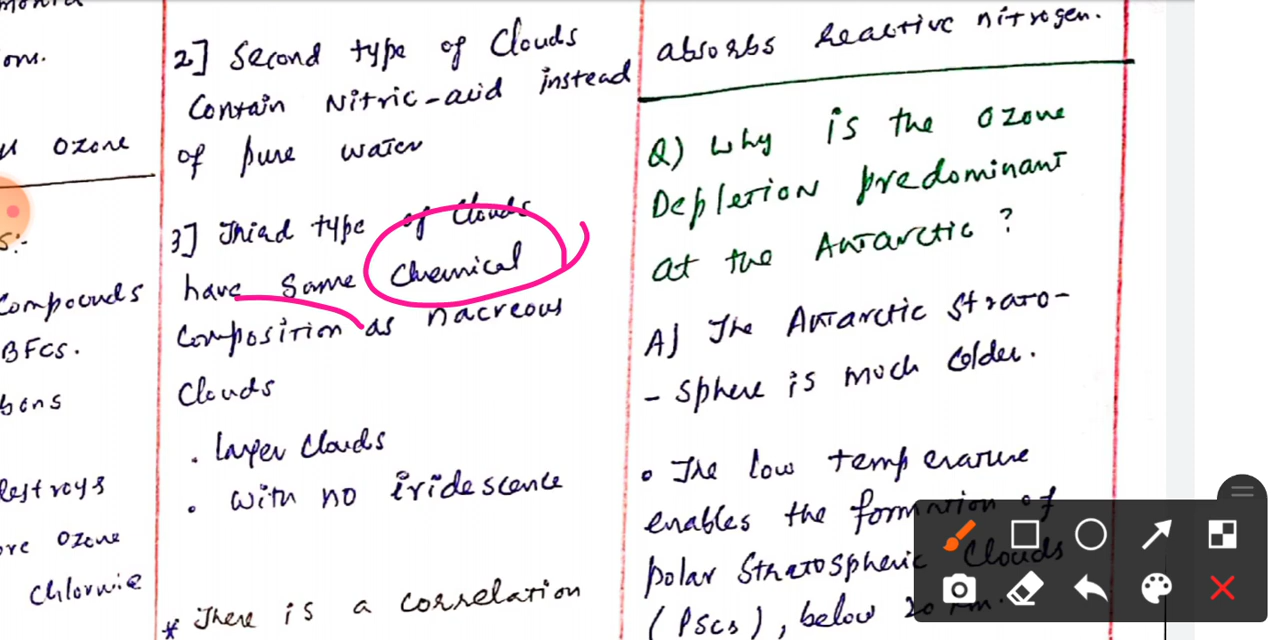 ons.
Ozone
s:-
Compounds
BFCs.
bons
destroys
ozone
chlorine
2] Second type of Clouds
Contain Nitric-acid instead
of pure water
3] Third type of Clouds
have Same Chemical
Composition as nacreous
Clouds
. Layer Clouds
. with no iridescence
* There is a correlation
absorbs reactive nitrogen.
Q) Why is the Ozone
Depletion predominant
at the Antarctic ?
A) The Antarctic Strato-
- Sphere is much Colder.
• The low temperature
enables the formation of
polar Stratospheric Clouds
(PSCs), below 20 km.